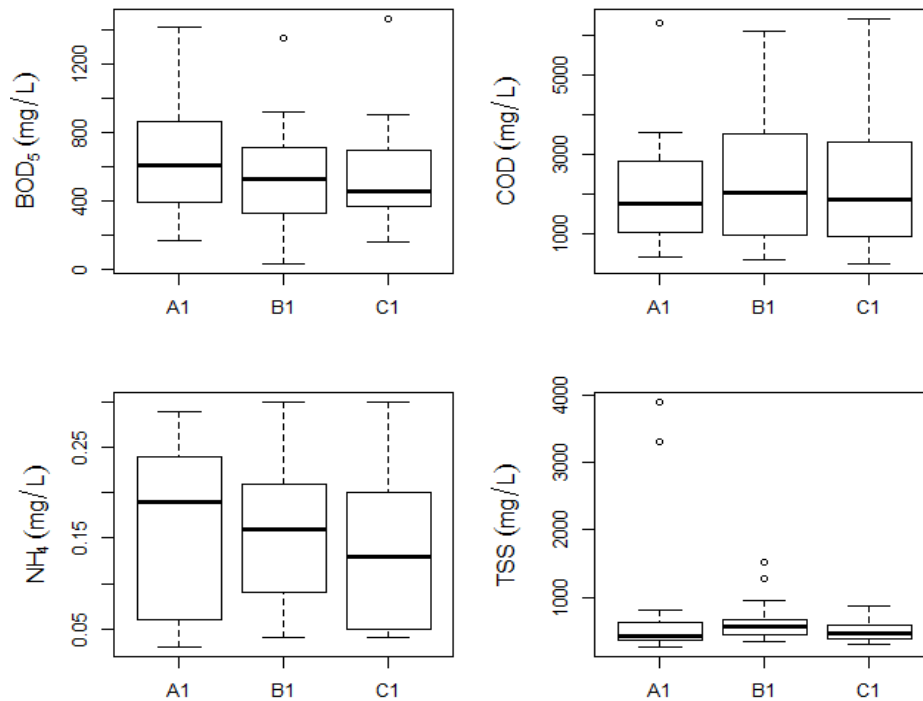 BOD5 (mg/L)
0
400
800
1200
A1 B1 C1
COD (mg/L)
1000
3000
5000
A1 B1 C1
NH4 (mg/L)
0.05
0.15
0.25
A1 B1 C1
TSS (mg/L)
1000
2000
3000
4000
A1 B1 C1